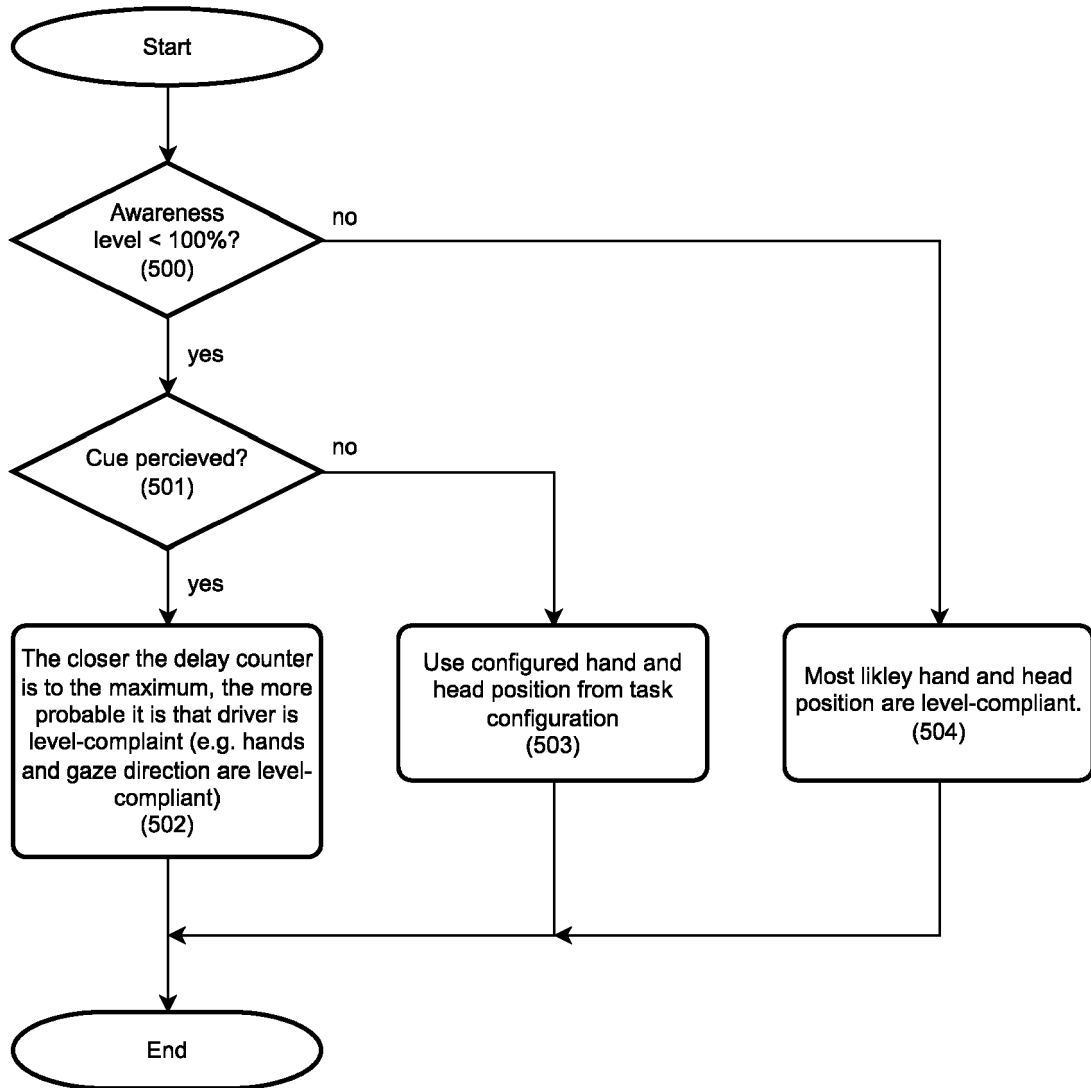 Start
Awareness
level < 100%?
(500)
no
yes
Cue percieved?
(501)
no
yes
The closer the delay counter
is to the maximum, the more
probable it is that driver is
level-complaint (e.g. hands
and gaze direction are level-
compliant)
(502)
Use configured hand and
head position from task
configuration
(503)
Most likley hand and head
position are level-compliant.
(504)
End